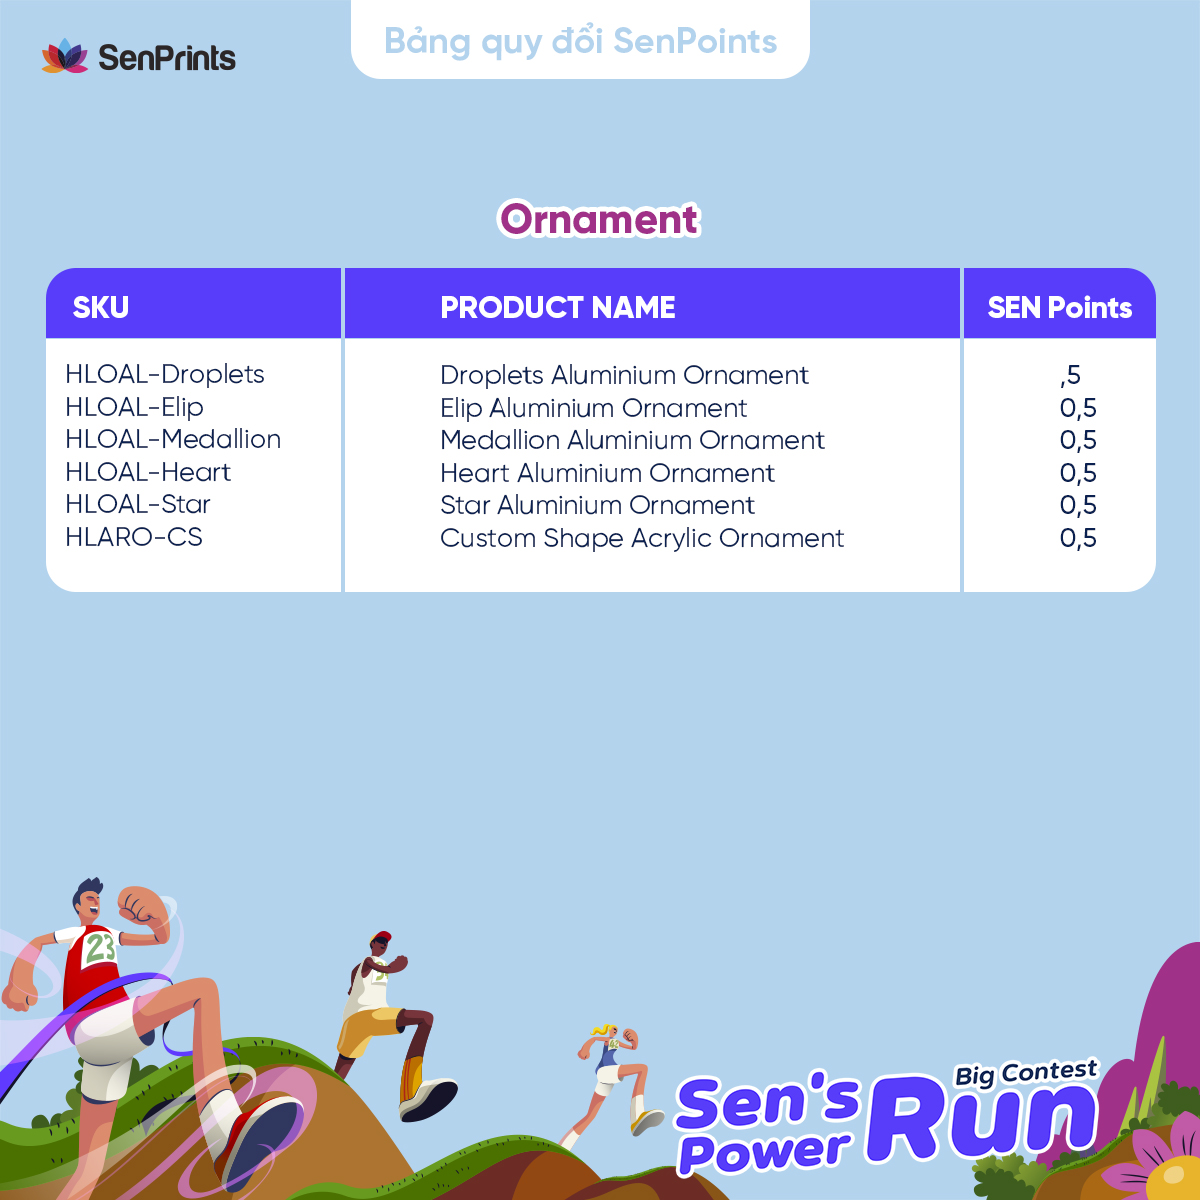 SenPrints
Bảng quy đổi SenPoints
Ornament
SKU PRODUCT NAME SEN Points
HLOAL-Droplets Droplets Aluminium Ornament ,5
HLOAL-Elip Elip Aluminium Ornament 0,5
HLOAL-Medallion Medallion Aluminium Ornament 0,5
HLOAL-Heart Heart Aluminium Ornament 0,5
HLOAL-Star Star Aluminium Ornament 0,5
HLARO-CS Custom Shape Acrylic Ornament 0,5
23
Big Contest
Sen's
Power
Run